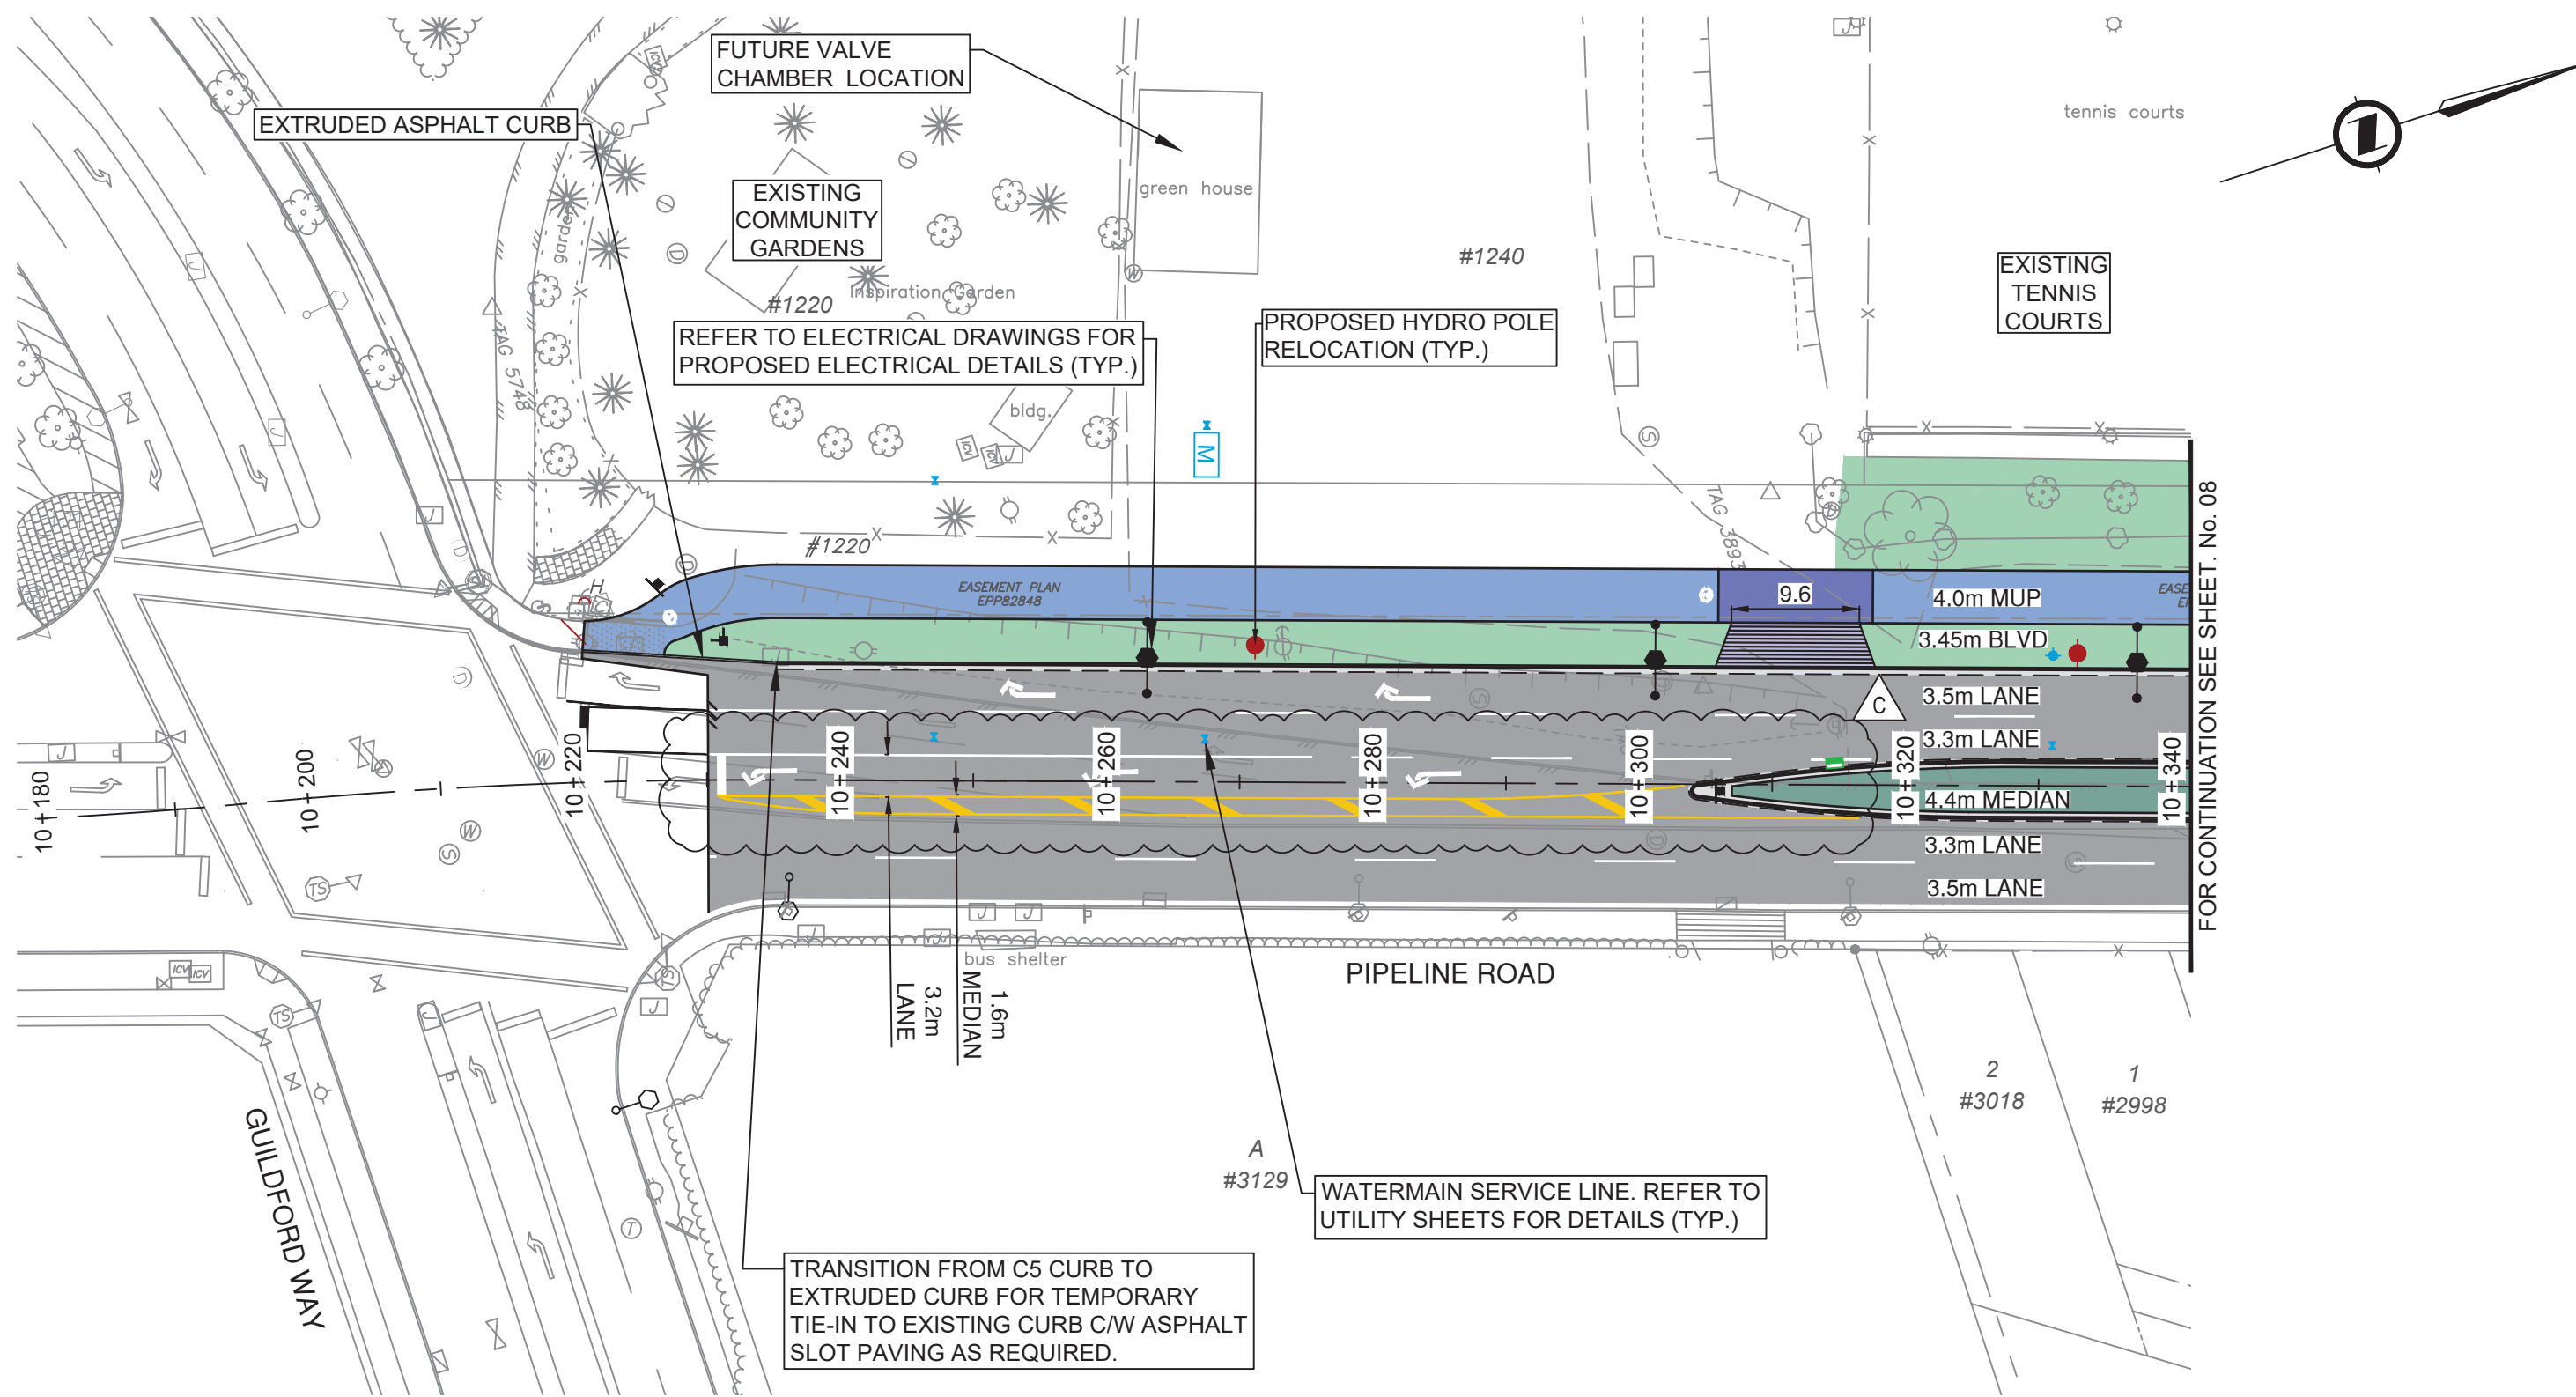 FUTURE VALVE
CHAMBER LOCATION
EXTRUDED ASPHALT CURB
tennis courts
EXISTING
COMMUNITY
GARDENS
green house
garden
#1240
EXISTING
TENNIS
COURTS
Inspiration Garden
#1220
REFER TO ELECTRICAL DRAWINGS FOR
PROPOSED ELECTRICAL DETAILS (TYP.)
PROPOSED HYDRO POLE
RELOCATION (TYP.)
TAG 5748
bldg.
M
TAG 3893
#1220
EASEMENT PLAN
EPP82848
9.6
4.0m MUP
3.45m BLVD
C
3.5m LANE
3.3m LANE
4.4m MEDIAN
3.3m LANE
3.5m LANE
10+180
10+200
10+220
10+240
10+260
10+280
10+300
10+320
10+340
FOR CONTINUATION SEE SHEET. No. 08
3.2m
LANE
1.6m
MEDIAN
bus shelter
PIPELINE ROAD
GUILDFORD WAY
A
#3129
2
#3018
1
#2998
WATERMAIN SERVICE LINE. REFER TO
UTILITY SHEETS FOR DETAILS (TYP.)
TRANSITION FROM C5 CURB TO
EXTRUDED CURB FOR TEMPORARY
TIE-IN TO EXISTING CURB C/W ASPHALT
SLOT PAVING AS REQUIRED.